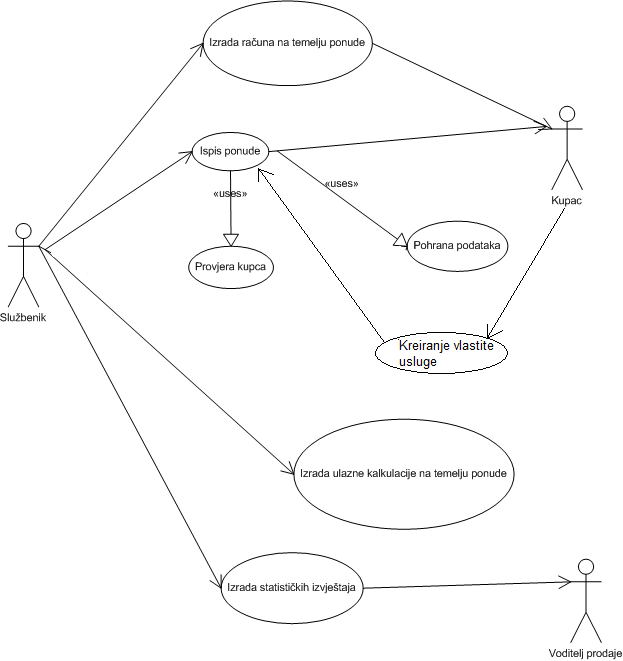 Izrada računa na temelju ponude
Ispis ponude
Kupac
«uses»
«uses»
Pohrana podataka
Provjera kupca
Službenik
Kreiranje vlastite
usluge
Izrada ulazne kalkulacije na temelju ponude
Izrada statističkih izvještaja
Voditelj prodaje